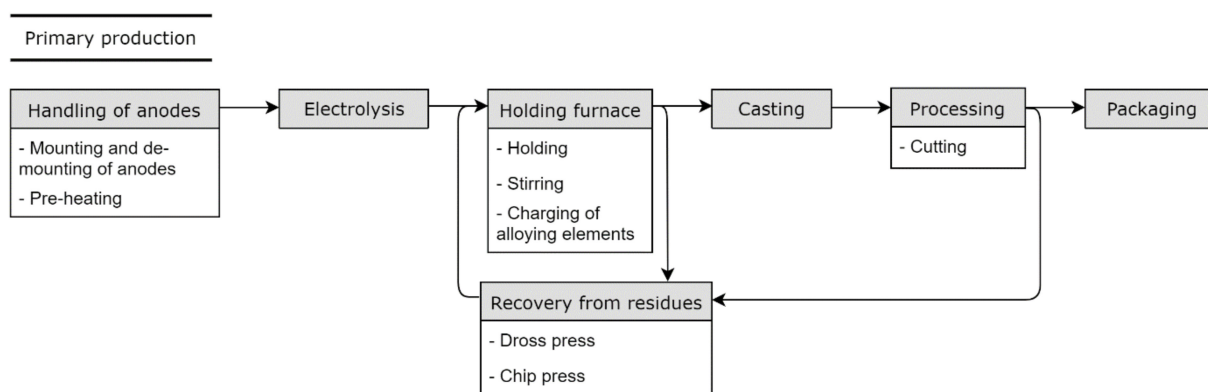 Primary production
Handling of anodes
- Mounting and de-
mounting of anodes
- Pre-heating
Electrolysis
Holding furnace
- Holding
- Stirring
- Charging of
alloying elements
Casting
Processing
- Cutting
Packaging
Recovery from residues
- Dross press
- Chip press